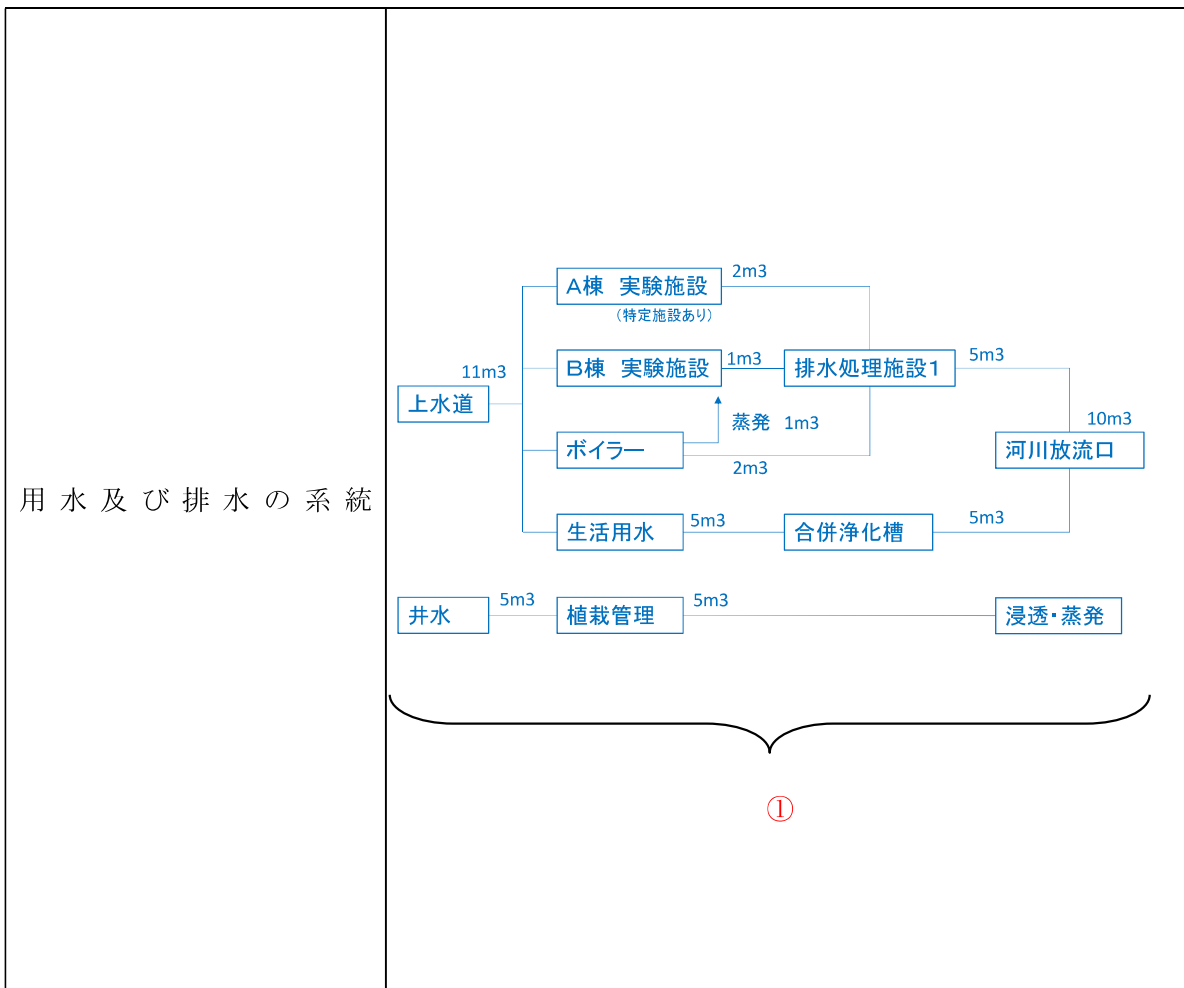 用水及び排水の系統
A棟 実験施設
2m3
(特定施設あり)
11m3
B棟 実験施設
1m3
排水処理施設1
5m3
上水道
蒸発 1m3
10m3
ボイラー
2m3
河川放流口
生活用水
5m3
合併浄化槽
5m3
井水
5m3
植栽管理
5m3
浸透・蒸発
①